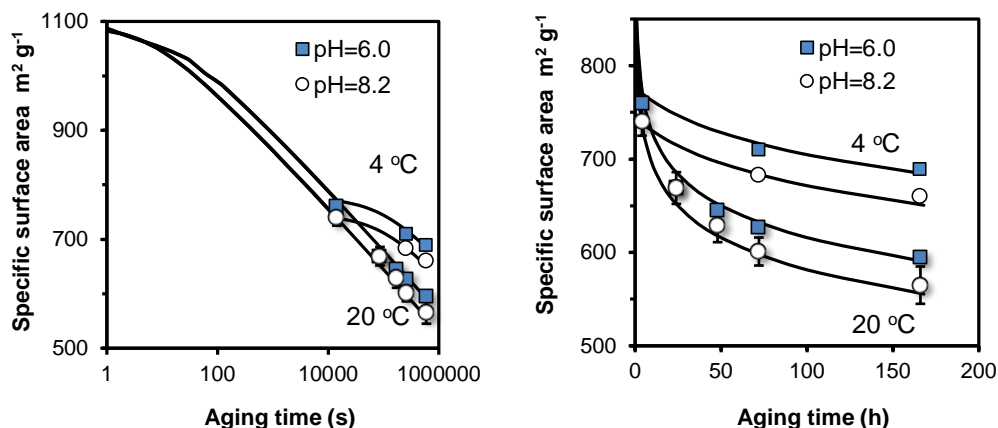 Specific surface area m² g⁻¹
1100
900
700
500
1
100
10000
1000000
Aging time (s)
pH=6.0
pH=8.2
4 °C
20 °C
Specific surface area m² g⁻¹
800
700
600
500
0
50
100
150
200
Aging time (h)
pH=6.0
pH=8.2
4 °C
20 °C